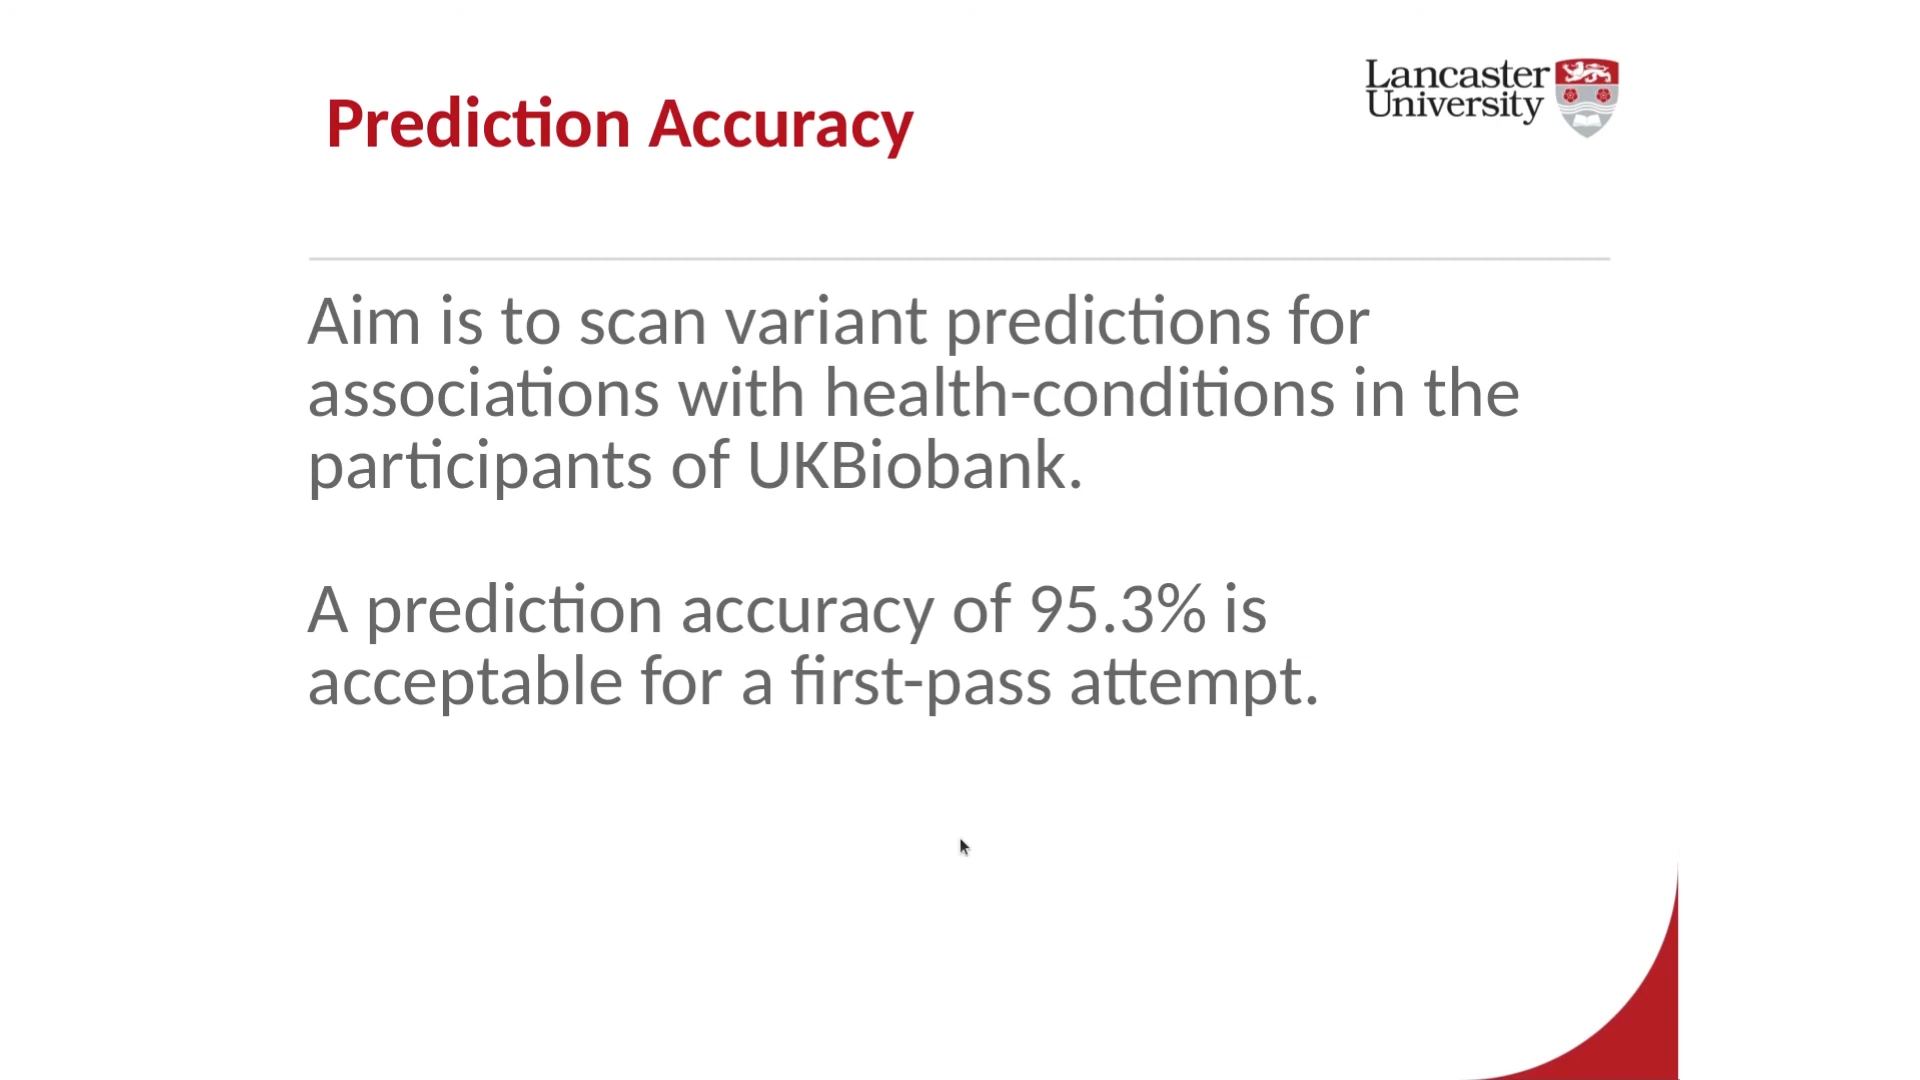 Prediction Accuracy
Lancaster
University
Aim is to scan variant predictions for
associations with health-conditions in the
participants of UKBiobank.
A prediction accuracy of 95.3% is
acceptable for a first-pass attempt.